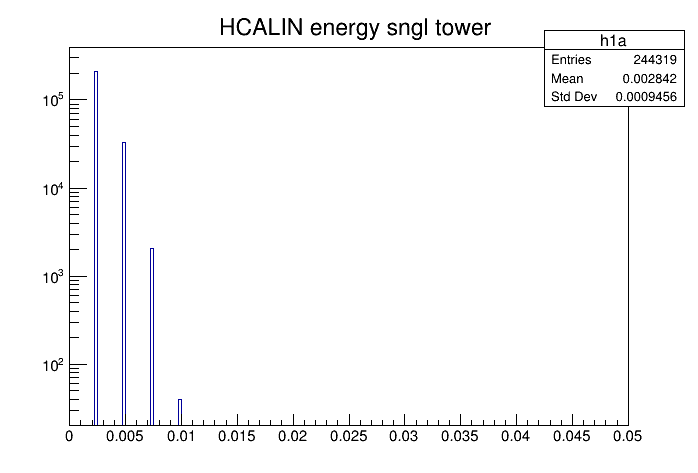 HCALIN energy sngl tower
h1a
Entries 244319
Mean 0.002842
Std Dev 0.0009456
10^5
10^4
10^3
10^2
0 0.005 0.01 0.015 0.02 0.025 0.03 0.035 0.04 0.045 0.05